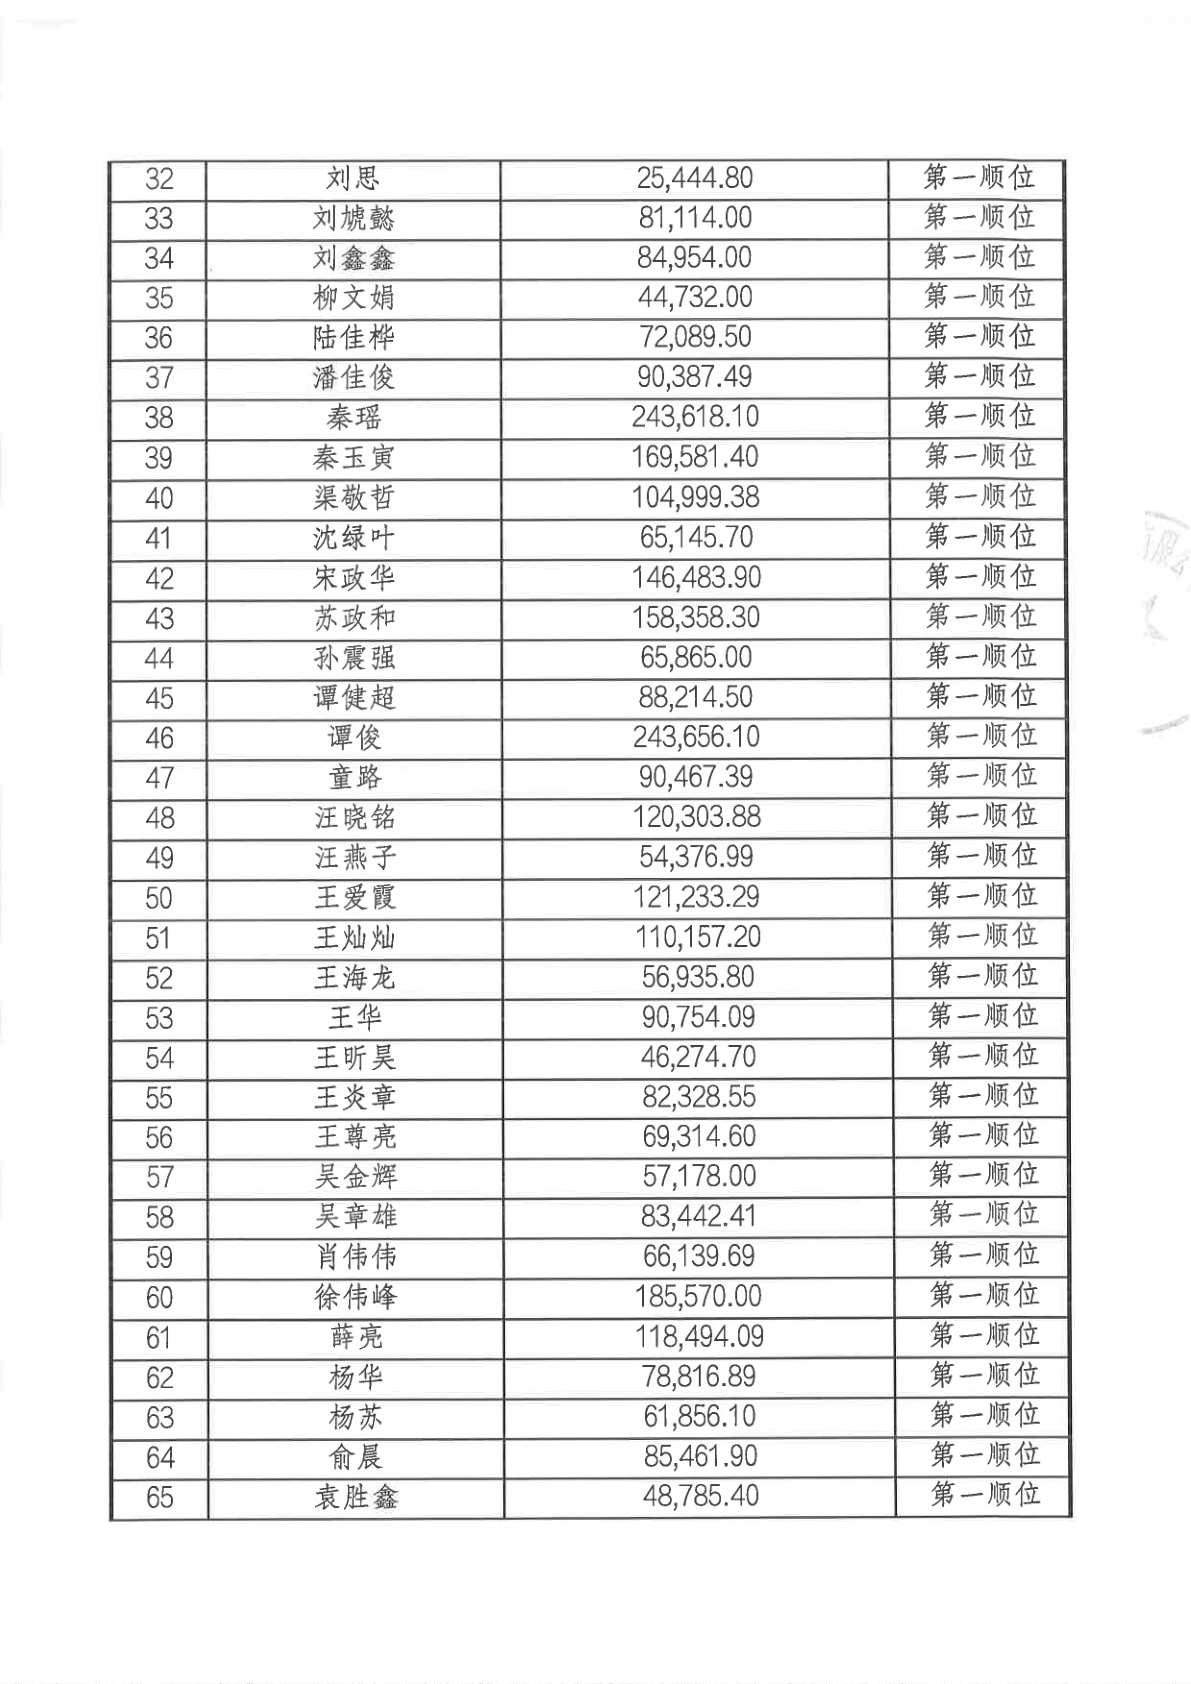 32 刘思 25,444.80 第一顺位
33 刘虓懿 81,114.00 第一顺位
34 刘鑫鑫 84,954.00 第一顺位
35 柳文娟 44,732.00 第一顺位
36 陆佳桦 72,089.50 第一顺位
37 潘佳俊 90,387.49 第一顺位
38 秦瑶 243,618.10 第一顺位
39 秦玉寅 169,581.40 第一顺位
40 渠敬哲 104,999.38 第一顺位
41 沈绿叶 65,145.70 第一顺位
42 宋政华 146,483.90 第一顺位
43 苏政和 158,358.30 第一顺位
44 孙震强 65,865.00 第一顺位
45 谭健超 88,214.50 第一顺位
46 谭俊 243,656.10 第一顺位
47 童路 90,467.39 第一顺位
48 汪晓铭 120,303.88 第一顺位
49 汪燕子 54,376.99 第一顺位
50 王爱霞 121,233.29 第一顺位
51 王灿灿 110,157.20 第一顺位
52 王海龙 56,935.80 第一顺位
53 王华 90,754.09 第一顺位
54 王昕昊 46,274.70 第一顺位
55 王炎章 82,328.55 第一顺位
56 王尊亮 69,314.60 第一顺位
57 吴金辉 57,178.00 第一顺位
58 吴章雄 83,442.41 第一顺位
59 肖伟伟 66,139.69 第一顺位
60 徐伟峰 185,570.00 第一顺位
61 薛亮 118,494.09 第一顺位
62 杨华 78,816.89 第一顺位
63 杨苏 61,856.10 第一顺位
64 俞晨 85,461.90 第一顺位
65 袁胜鑫 48,785.40 第一顺位